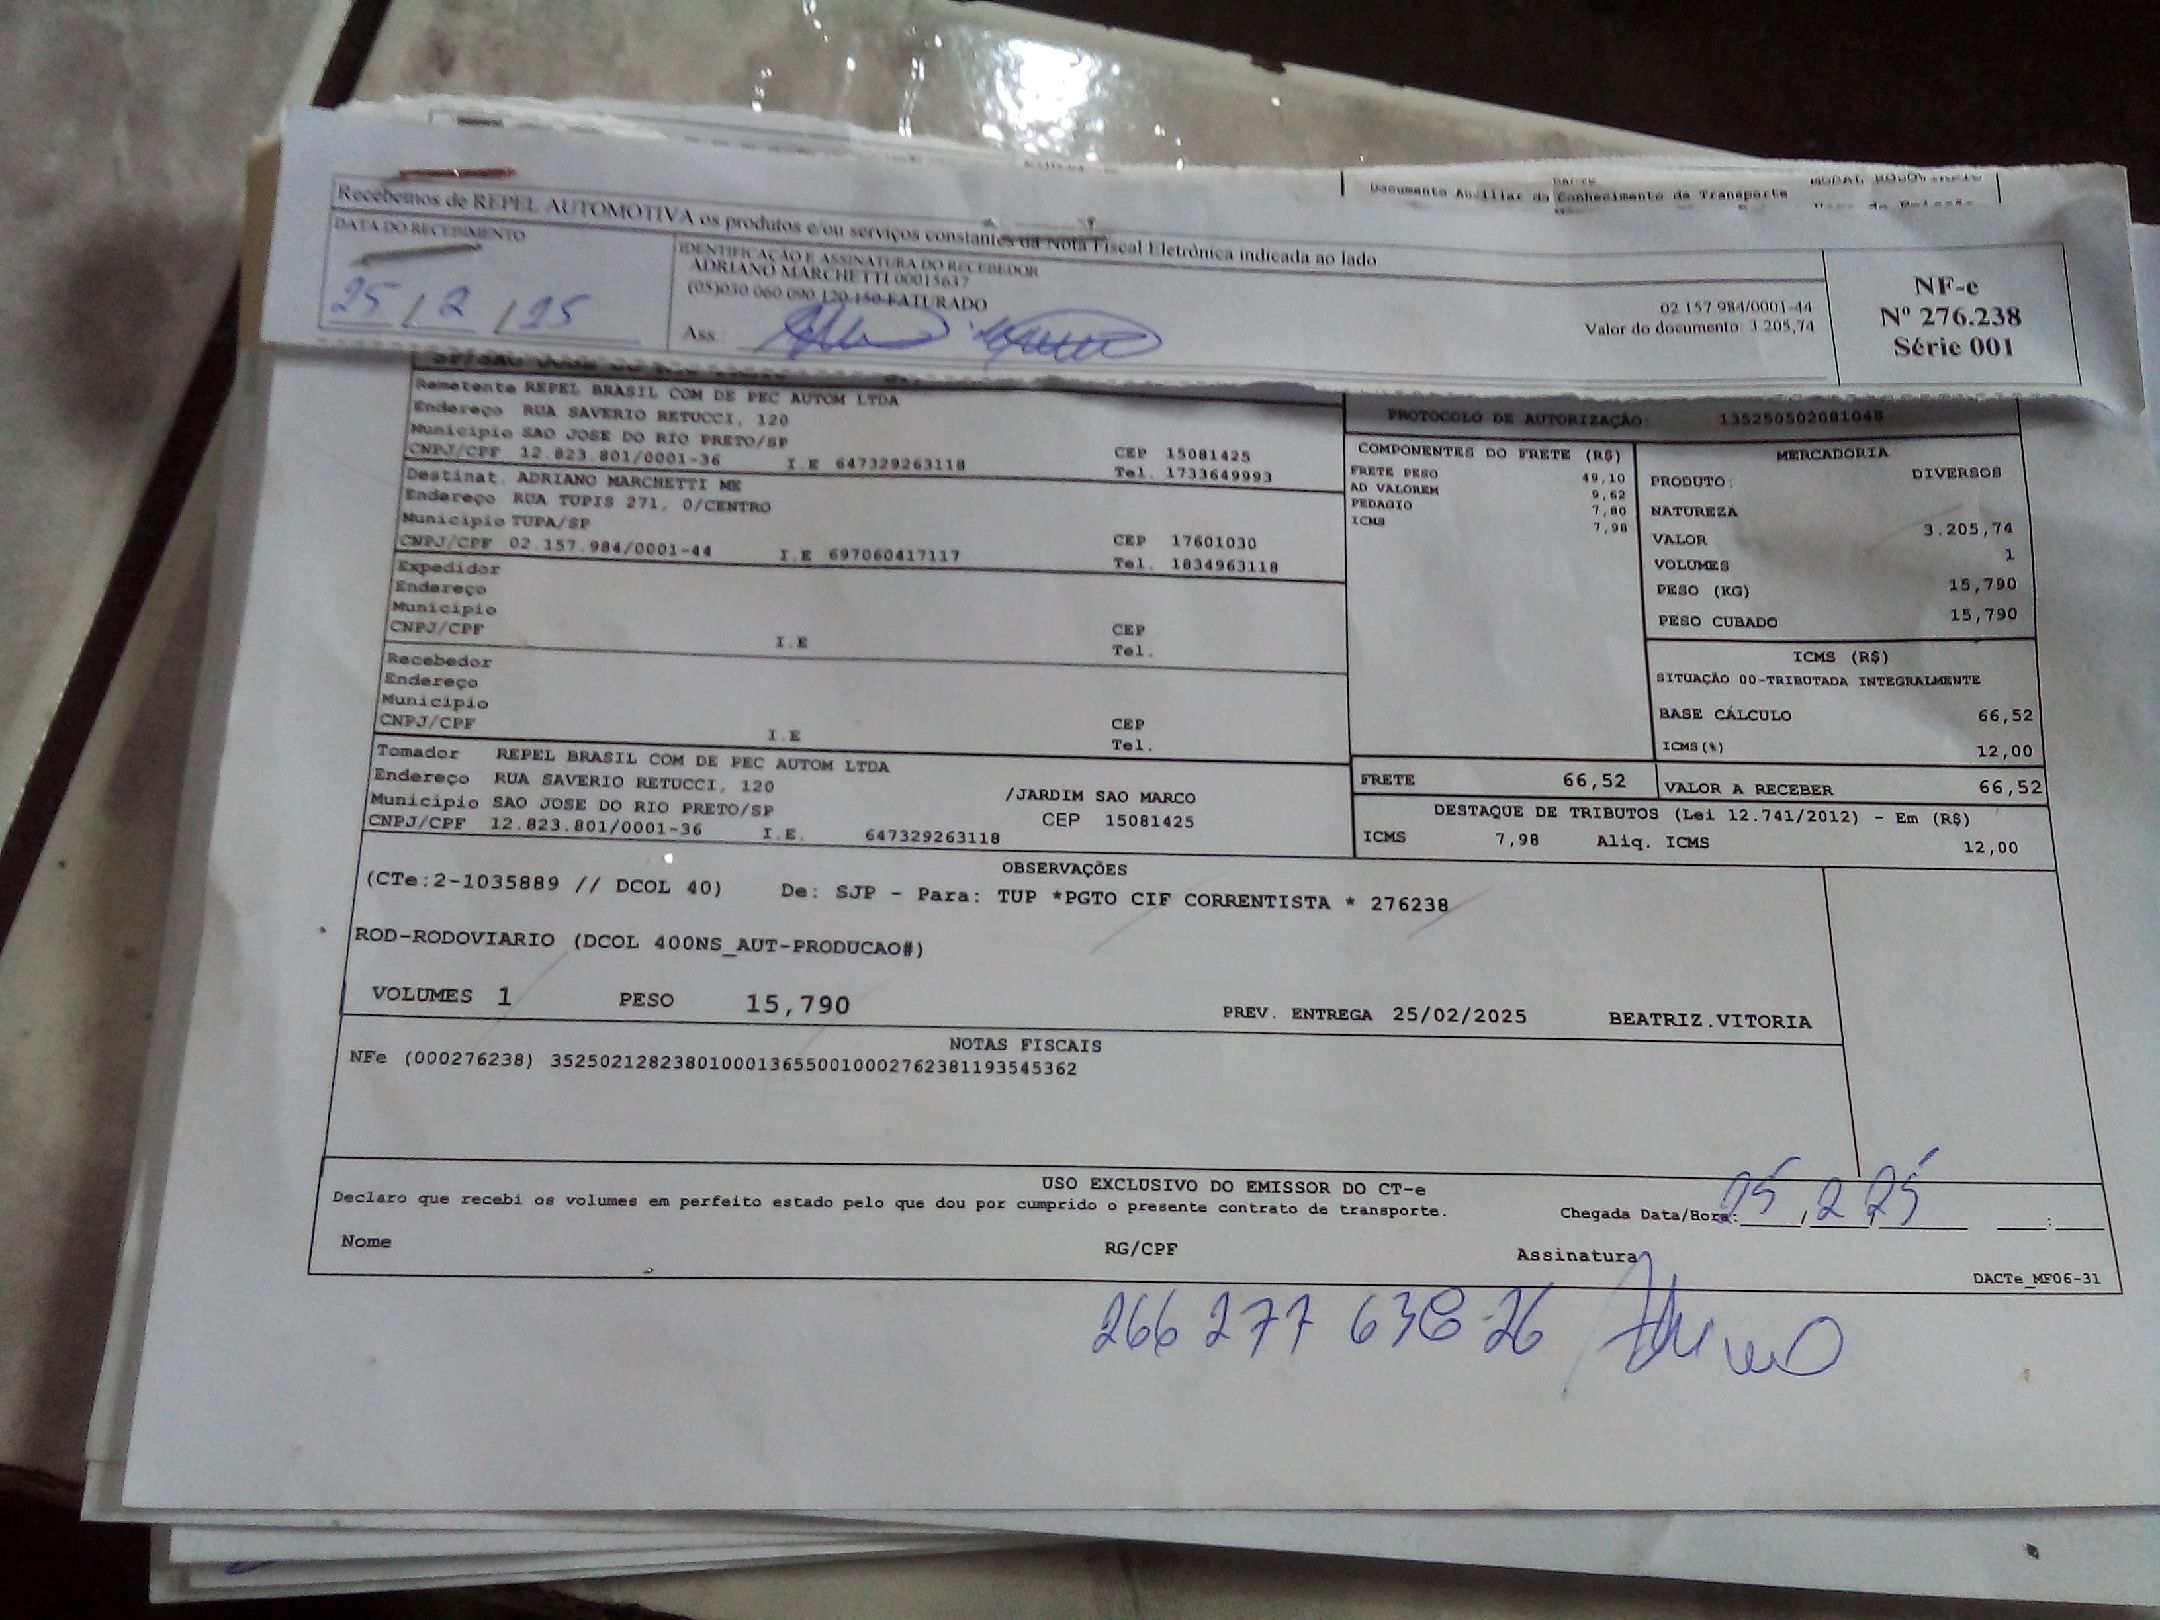 Documento Auxiliar do Conhecimento de Transporte
Recebemos de REPEL AUTOMOTIVA os produtos e/ou serviços constantes da Nota Fiscal Eletrônica indicada ao lado
DATA DO RECEBIMENTO
25 / 2 / 25
IDENTIFICAÇÃO E ASSINATURA DO RECEBEDOR
ADRIANO MARCHETTI 00015637
(05)030 060 090 120 150 FATURADO
Ass
02 157 984/0001-44
Valor do documento 3 205,74
NF-e
Nº 276.238
Série 001
Remetente REPEL BRASIL COM DE PEC AUTOM LTDA
Endereço RUA SAVERIO RETUCCI, 120
Municipio SAO JOSE DO RIO PRETO/SP
CEP 15081425
CNPJ/CPF 12.823.801/0001-36 I.E 647329263118 Tel. 1733649993
Destinat. ADRIANO MARCHETTI ME
Endereço RUA TUPIS 271, 0/CENTRO
Municipio TUPA/SP CEP 17601030
CNPJ/CPF 02.157.984/0001-44 I.E 697060417117 Tel. 1834963118
Expedidor
Endereço
Municipio CEP
CNPJ/CPF I.E Tel.
Recebedor
Endereço
Municipio CEP
CNPJ/CPF I.E Tel.
Tomador REPEL BRASIL COM DE PEC AUTOM LTDA
Endereço RUA SAVERIO RETUCCI, 120 /JARDIM SAO MARCO
Municipio SAO JOSE DO RIO PRETO/SP CEP 15081425
CNPJ/CPF 12.823.801/0001-36 I.E. 647329263118
PROTOCOLO DE AUTORIZAÇÃO: 135250502081048
COMPONENTES DO FRETE (R$)
FRETE PESO 49,10
AD VALOREM 9,62
PEDAGIO 7,80
ICMS 7,98
MERCADORIA
PRODUTO: DIVERSOS
NATUREZA
VALOR 3.205,74
VOLUMES 1
PESO (KG) 15,790
PESO CUBADO 15,790
ICMS (R$)
SITUAÇÃO 00-TRIBUTADA INTEGRALMENTE
BASE CÁLCULO 66,52
ICMS(%) 12,00
FRETE 66,52 VALOR A RECEBER 66,52
DESTAQUE DE TRIBUTOS (Lei 12.741/2012) - Em (R$)
ICMS 7,98 Aliq. ICMS 12,00
OBSERVAÇÕES
(CTe:2-1035889 // DCOL 40) De: SJP - Para: TUP *PGTO CIF CORRENTISTA * 276238
ROD-RODOVIARIO (DCOL 400NS_AUT-PRODUCAO#)
VOLUMES 1 PESO 15,790 PREV. ENTREGA 25/02/2025 BEATRIZ.VITORIA
NOTAS FISCAIS
NFe (000276238) 35250212823801000136550010002762381193545362
USO EXCLUSIVO DO EMISSOR DO CT-e
Declaro que recebi os volumes em perfeito estado pelo que dou por cumprido o presente contrato de transporte.
Chegada Data/Hora: 25, 2 25 :
Nome RG/CPF Assinatura
DACTe_MF06-31
266 277 638-26